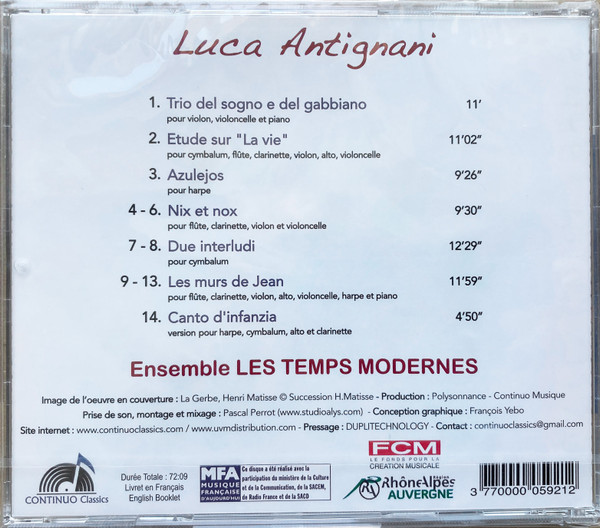 Luca Antignani
1. Trio del sogno e del gabbiano 11'
pour violon, violoncelle et piano
2. Etude sur "La vie" 11'02"
pour cymbalum, flûte, clarinette, violon, alto, violoncelle
3. Azulejos 9'26"
pour harpe
4 - 6. Nix et nox 9'30"
pour flûte, clarinette, violon et violoncelle
7 - 8. Due interludi 12'29"
pour cymbalum
9 - 13. Les murs de Jean 11'59"
pour flûte, clarinette, violon, alto, violoncelle, harpe et piano
14. Canto d'infanzia 4'50"
version pour harpe, cymbalum, alto et clarinette
Ensemble LES TEMPS MODERNES
Image de l'oeuvre en couverture : La Gerbe, Henri Matisse © Succession H.Matisse - Production : Polysonnance - Continuo Musique
Prise de son, montage et mixage : Pascal Perrot (www.studioalys.com) - Conception graphique : François Yebo
Site internet : www.continuoclassics.com / www.uvmdistribution.com - Pressage : DUPLITECHNOLOGY - Contact : continuoclassics@gmail.com
CONTINUO Classics
Durée Totale : 72:09
Livret en Français
English Booklet
MFA
MUSIQUE
FRANÇAISE
D'AUJOURD'HUI
Ce disque a été réalisé avec la
participation du ministère de la Culture
et de la Communication, de la SACEM,
de Radio France et de la SACD
FCM
LE FONDS POUR LA
CREATION MUSICALE
RhôneAlpes
AUVERGNE
3 770000 059212